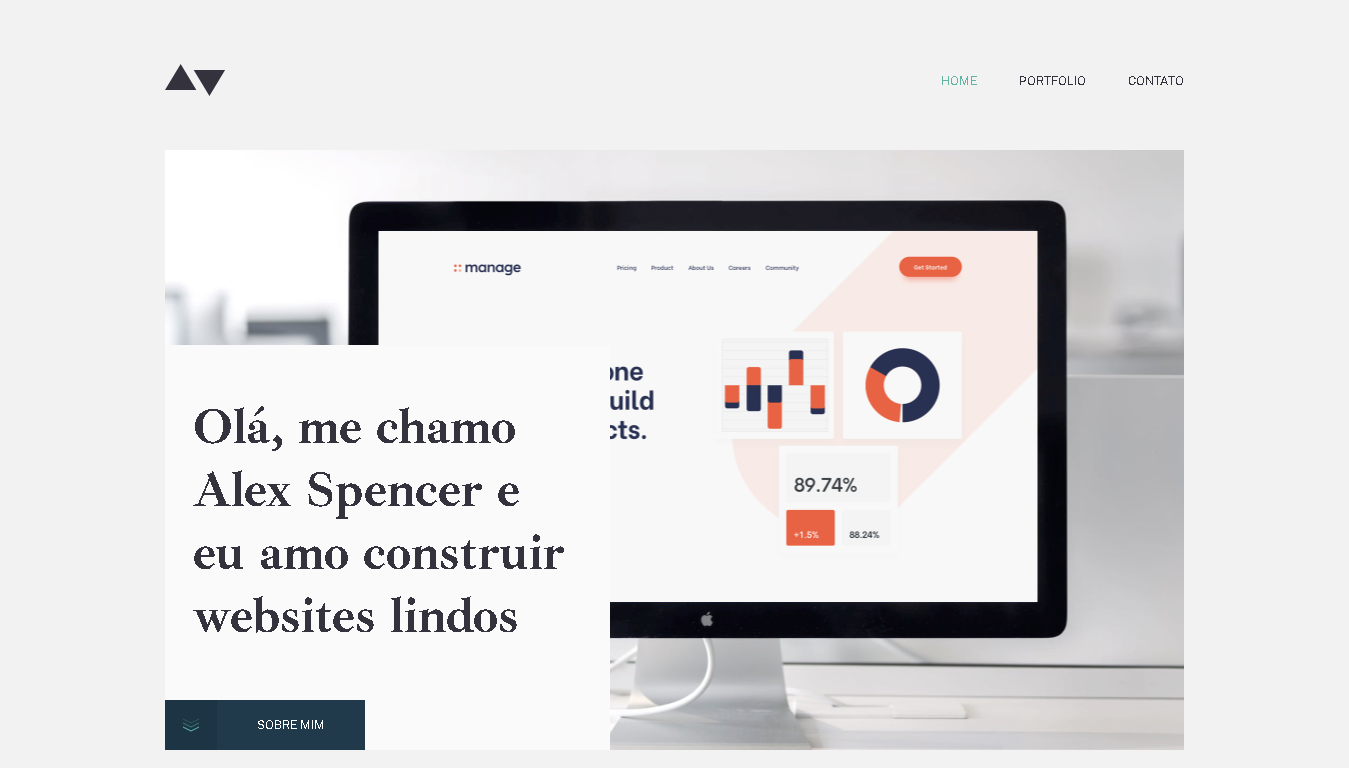 HOME PORTFOLIO CONTATO
manage Pricing Product About Us Careers Community Get Started
one
uild
cts.
89.74%
+1.5% 88.24%
Olá, me chamo
Alex Spencer e
eu amo construir
websites lindos
SOBRE MIM